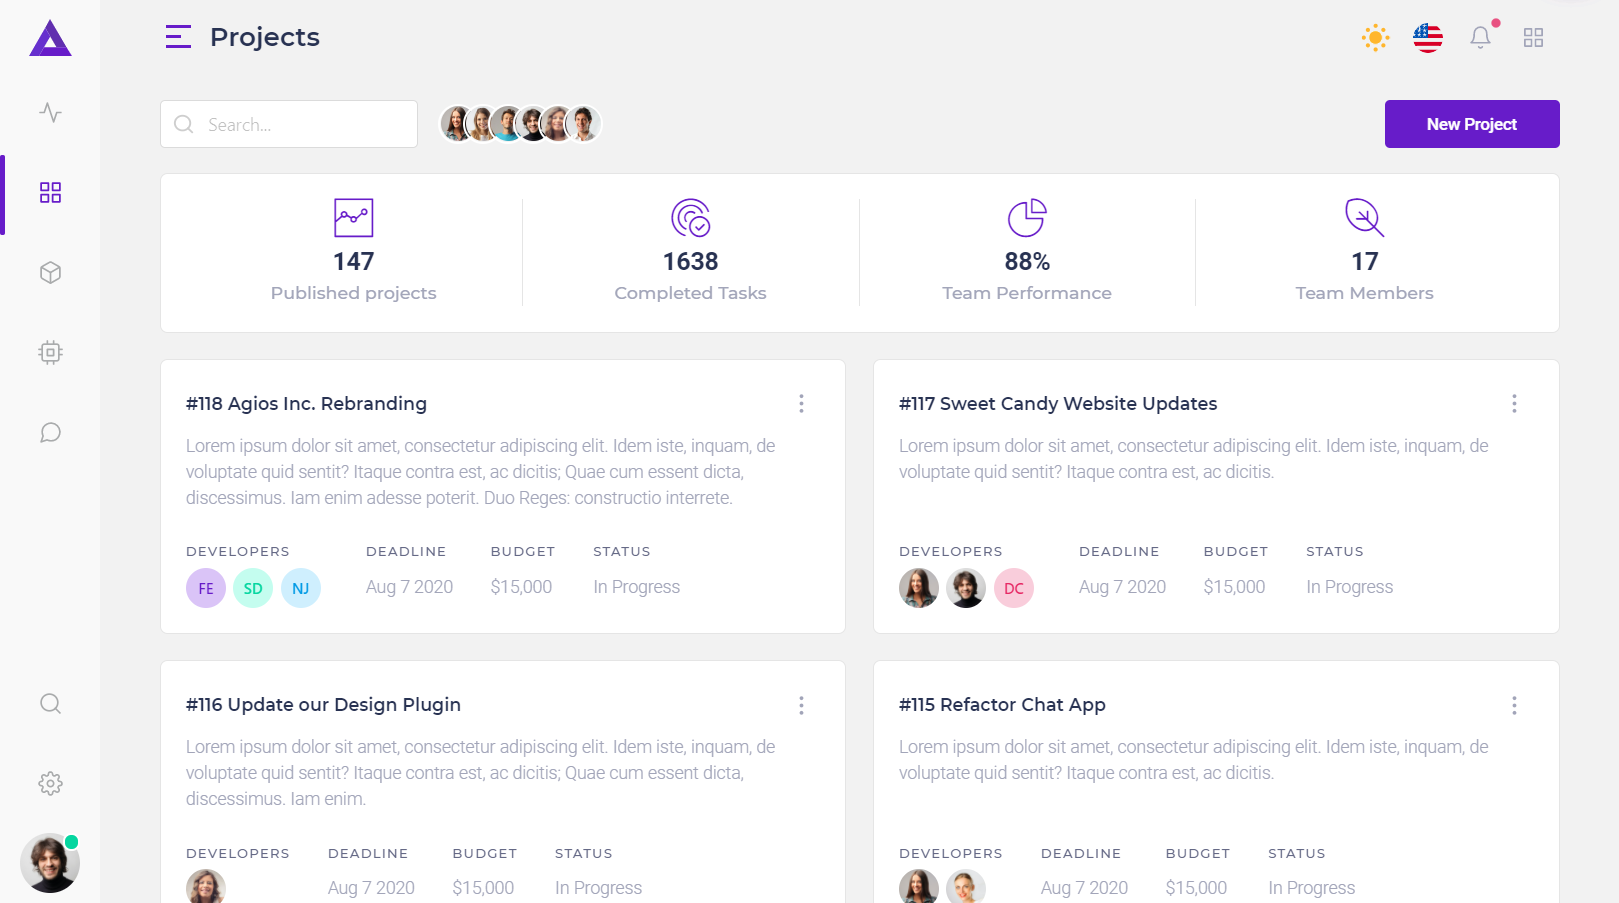 Projects
Search...
New Project
147
Published projects
1638
Completed Tasks
88%
Team Performance
17
Team Members
#118 Agios Inc. Rebranding
Lorem ipsum dolor sit amet, consectetur adipiscing elit. Idem iste, inquam, de
voluptate quid sentit? Itaque contra est, ac dicitis; Quae cum essent dicta,
discessimus. Iam enim adesse poterit. Duo Reges: constructio interrete.
DEVELOPERS DEADLINE BUDGET STATUS
FE SD NJ Aug 7 2020 $15,000 In Progress
#117 Sweet Candy Website Updates
Lorem ipsum dolor sit amet, consectetur adipiscing elit. Idem iste, inquam, de
voluptate quid sentit? Itaque contra est, ac dicitis.
DEVELOPERS DEADLINE BUDGET STATUS
DC Aug 7 2020 $15,000 In Progress
#116 Update our Design Plugin
Lorem ipsum dolor sit amet, consectetur adipiscing elit. Idem iste, inquam, de
voluptate quid sentit? Itaque contra est, ac dicitis; Quae cum essent dicta,
discessimus. Iam enim.
DEVELOPERS DEADLINE BUDGET STATUS
Aug 7 2020 $15,000 In Progress
#115 Refactor Chat App
Lorem ipsum dolor sit amet, consectetur adipiscing elit. Idem iste, inquam, de
voluptate quid sentit? Itaque contra est, ac dicitis.
DEVELOPERS DEADLINE BUDGET STATUS
Aug 7 2020 $15,000 In Progress